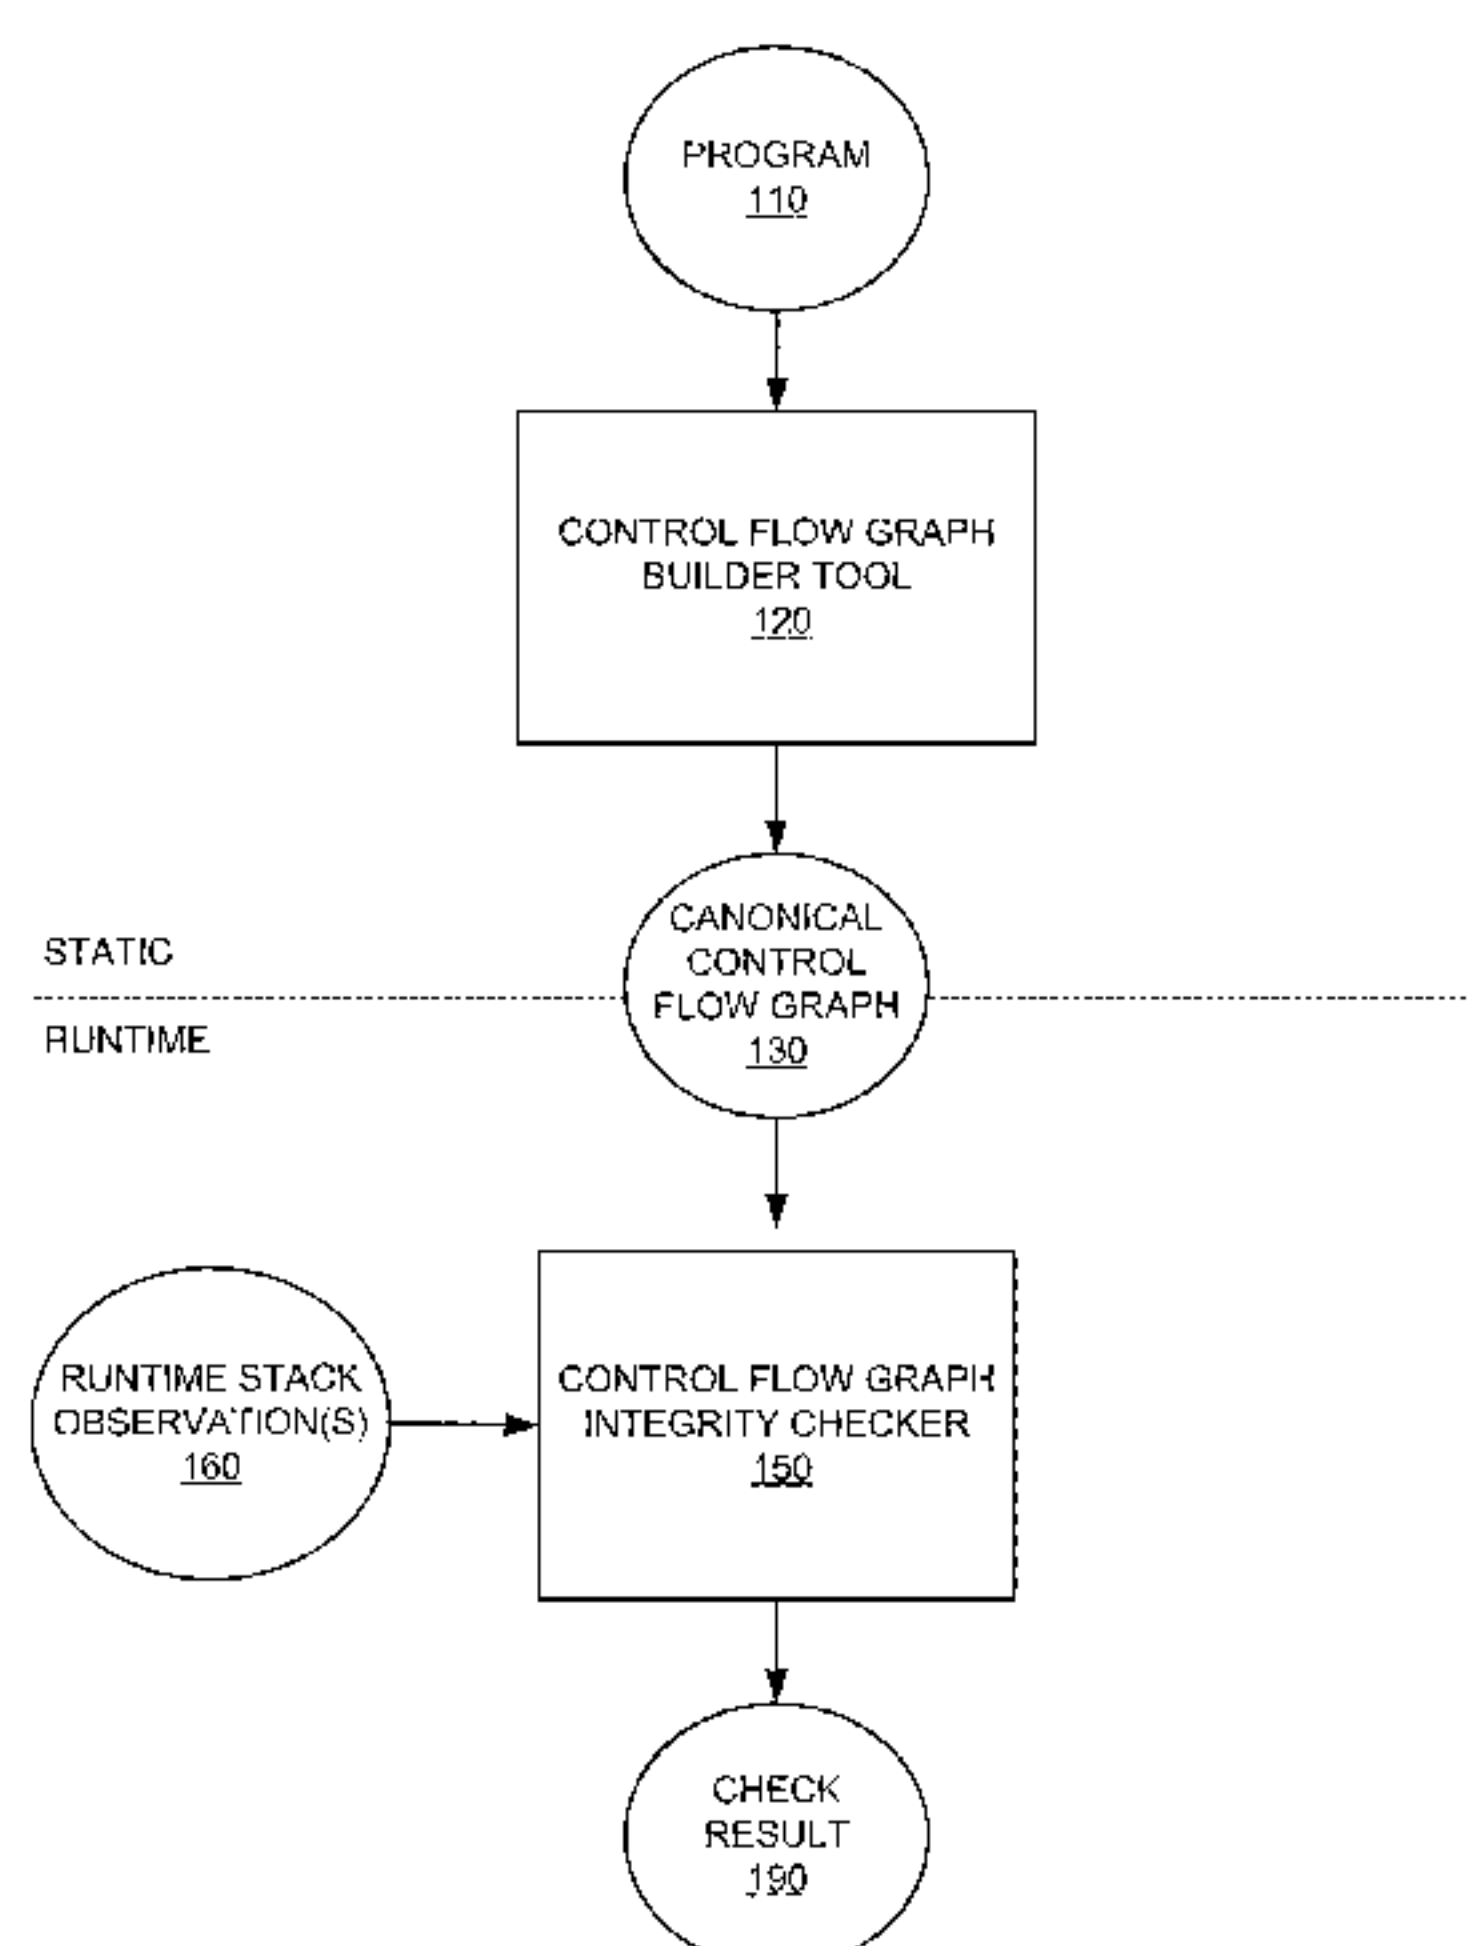 PROGRAM
110
CONTROL FLOW GRAPH
BUILDER TOOL
120
CANONICAL
CONTROL
FLOW GRAPH
130
STATIC
RUNTIME
RUNTIME STACK
OBSERVATION(S)
160
CONTROL FLOW GRAPH
INTEGRITY CHECKER
150
CHECK
RESULT
190